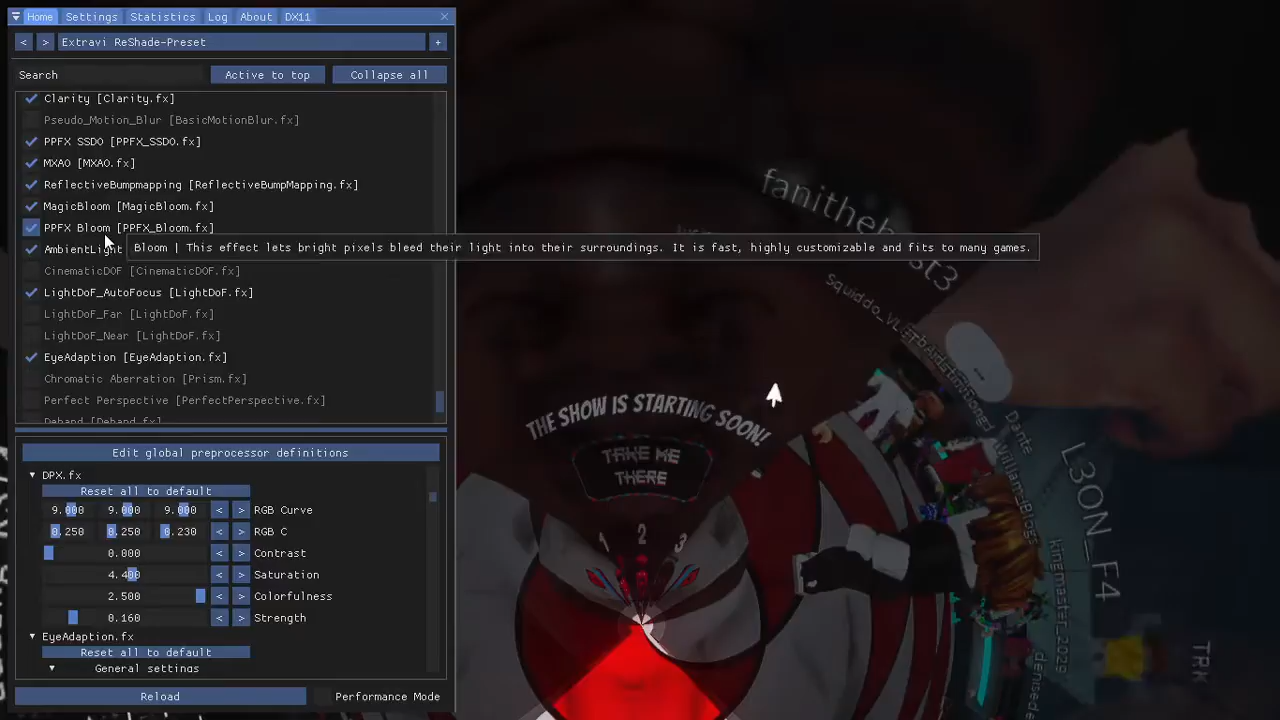 Home Settings Statistics Log About DX11
< > Extravi ReShade-Preset +
Search Active to top Collapse all
Clarity [Clarity.fx]
Pseudo_Motion_Blur [BasicMotionBlur.fx]
PPFX SSDO [PPFX_SSDO.fx]
MXAO [MXAO.fx]
ReflectiveBumpmapping [ReflectiveBumpMapping.fx]
MagicBloom [MagicBloom.fx]
PPFX Bloom [PPFX_Bloom.fx]
AmbientLight
Bloom | This effect lets bright pixels bleed their light into their surroundings. It is fast, highly customizable and fits to many games.
CinematicDOF [CinematicDOF.fx]
LightDoF_AutoFocus [LightDoF.fx]
LightDoF_Far [LightDoF.fx]
LightDoF_Near [LightDoF.fx]
EyeAdaption [EyeAdaption.fx]
Chromatic Aberration [Prism.fx]
Perfect Perspective [PerfectPerspective.fx]
Deband [Deband.fx]
Edit global preprocessor definitions
DPX.fx
Reset all to default
9.000 9.000 9.000 < > RGB Curve
0.250 0.250 0.230 < > RGB C
0.000 < > Contrast
4.400 < > Saturation
2.500 < > Colorfulness
0.160 < > Strength
EyeAdaption.fx
Reset all to default
General settings
Reload Performance Mode
fanithebest3
THE SHOW IS STARTING SOON!
TAKE ME
THERE
1 2 3
Dante
L3ON_F4
kingmaster_2029
TRK